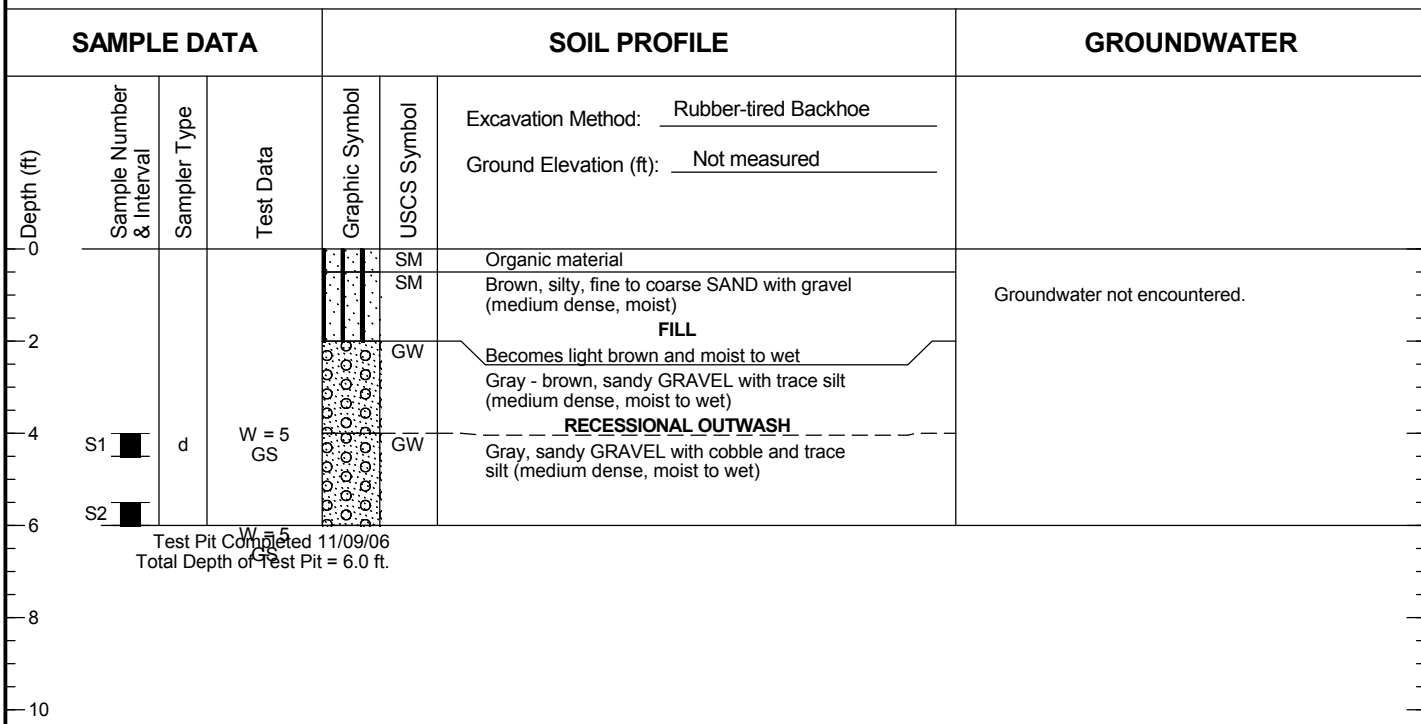 SAMPLE DATA
SOIL PROFILE
GROUNDWATER
Depth (ft)
Sample Number
& Interval
Sampler Type
Test Data
Graphic Symbol
USCS Symbol
Excavation Method: Rubber-tired Backhoe
Ground Elevation (ft): Not measured
0
SM Organic material
SM Brown, silty, fine to coarse SAND with gravel
(medium dense, moist)
Groundwater not encountered.
FILL
2
GW Becomes light brown and moist to wet
Gray - brown, sandy GRAVEL with trace silt
(medium dense, moist to wet)
RECESSIONAL OUTWASH
4
S1 d W = 5
GS
GW Gray, sandy GRAVEL with cobble and trace
silt (medium dense, moist to wet)
S2
6
W = 5
GS
Test Pit Completed 11/09/06
Total Depth of Test Pit = 6.0 ft.
8
10